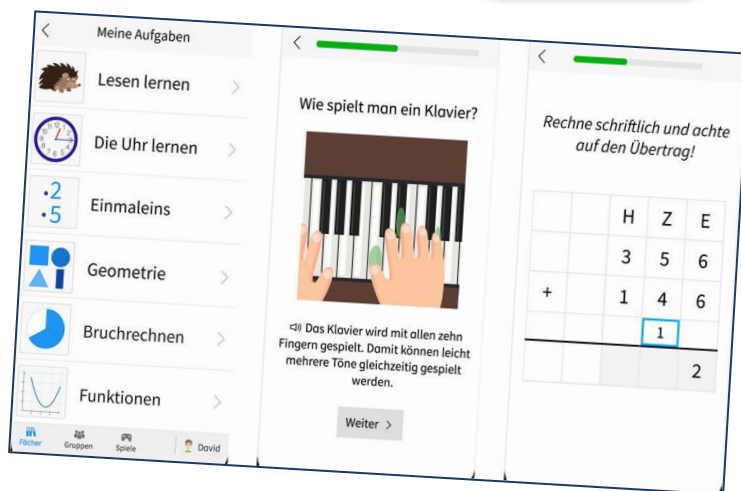 Meine Aufgaben
Lesen lernen
Die Uhr lernen
·2
·5
Einmaleins
Geometrie
Bruchrechnen
Funktionen
Fächer
Gruppen
Spiele
David
Wie spielt man ein Klavier?
Das Klavier wird mit allen zehn
Fingern gespielt. Damit können leicht
mehrere Töne gleichzeitig gespielt
werden.
Weiter >
Rechne schriftlich und achte
auf den Übertrag!
H Z E
3 5 6
+ 1 4 6
1
2